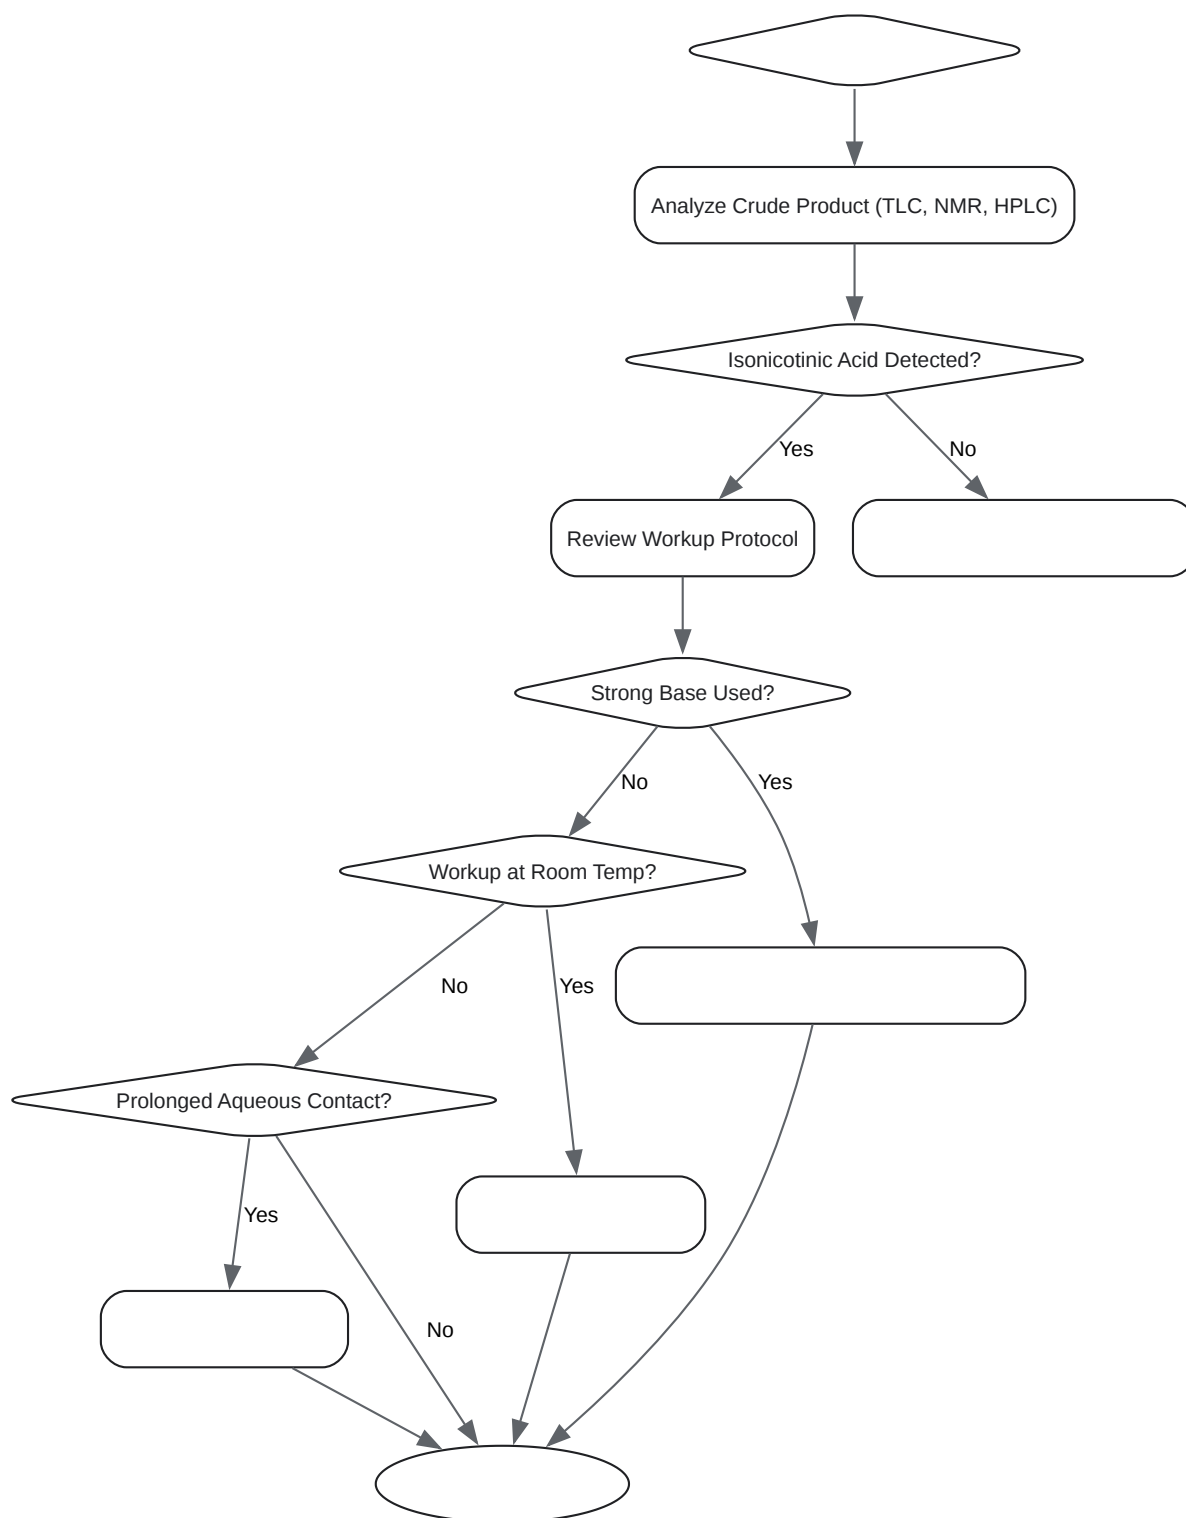 Analyze Crude Product (TLC, NMR, HPLC)
Isonicotinic Acid Detected?
Yes
No
Review Workup Protocol
Strong Base Used?
No
Yes
Workup at Room Temp?
No
Yes
Prolonged Aqueous Contact?
Yes
No